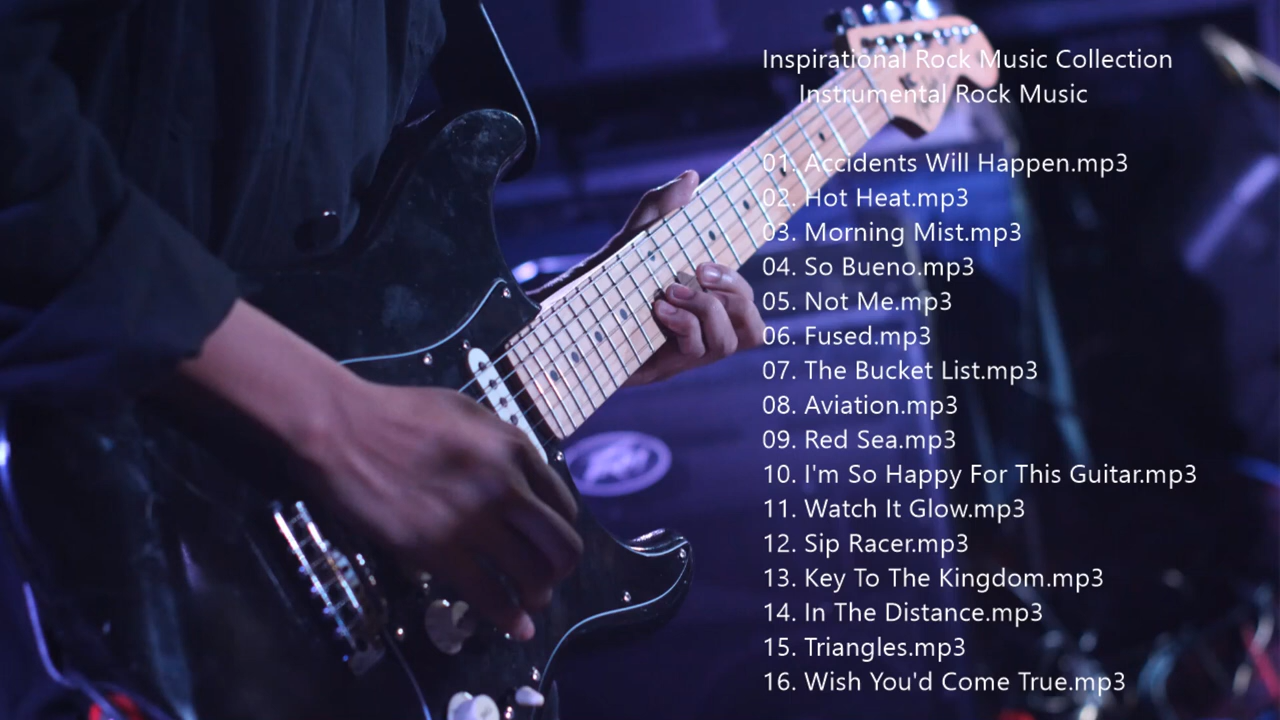 Inspirational Rock Music Collection
Instrumental Rock Music
01. Accidents Will Happen.mp3
02. Hot Heat.mp3
03. Morning Mist.mp3
04. So Bueno.mp3
05. Not Me.mp3
06. Fused.mp3
07. The Bucket List.mp3
08. Aviation.mp3
09. Red Sea.mp3
10. I'm So Happy For This Guitar.mp3
11. Watch It Glow.mp3
12. Sip Racer.mp3
13. Key To The Kingdom.mp3
14. In The Distance.mp3
15. Triangles.mp3
16. Wish You'd Come True.mp3